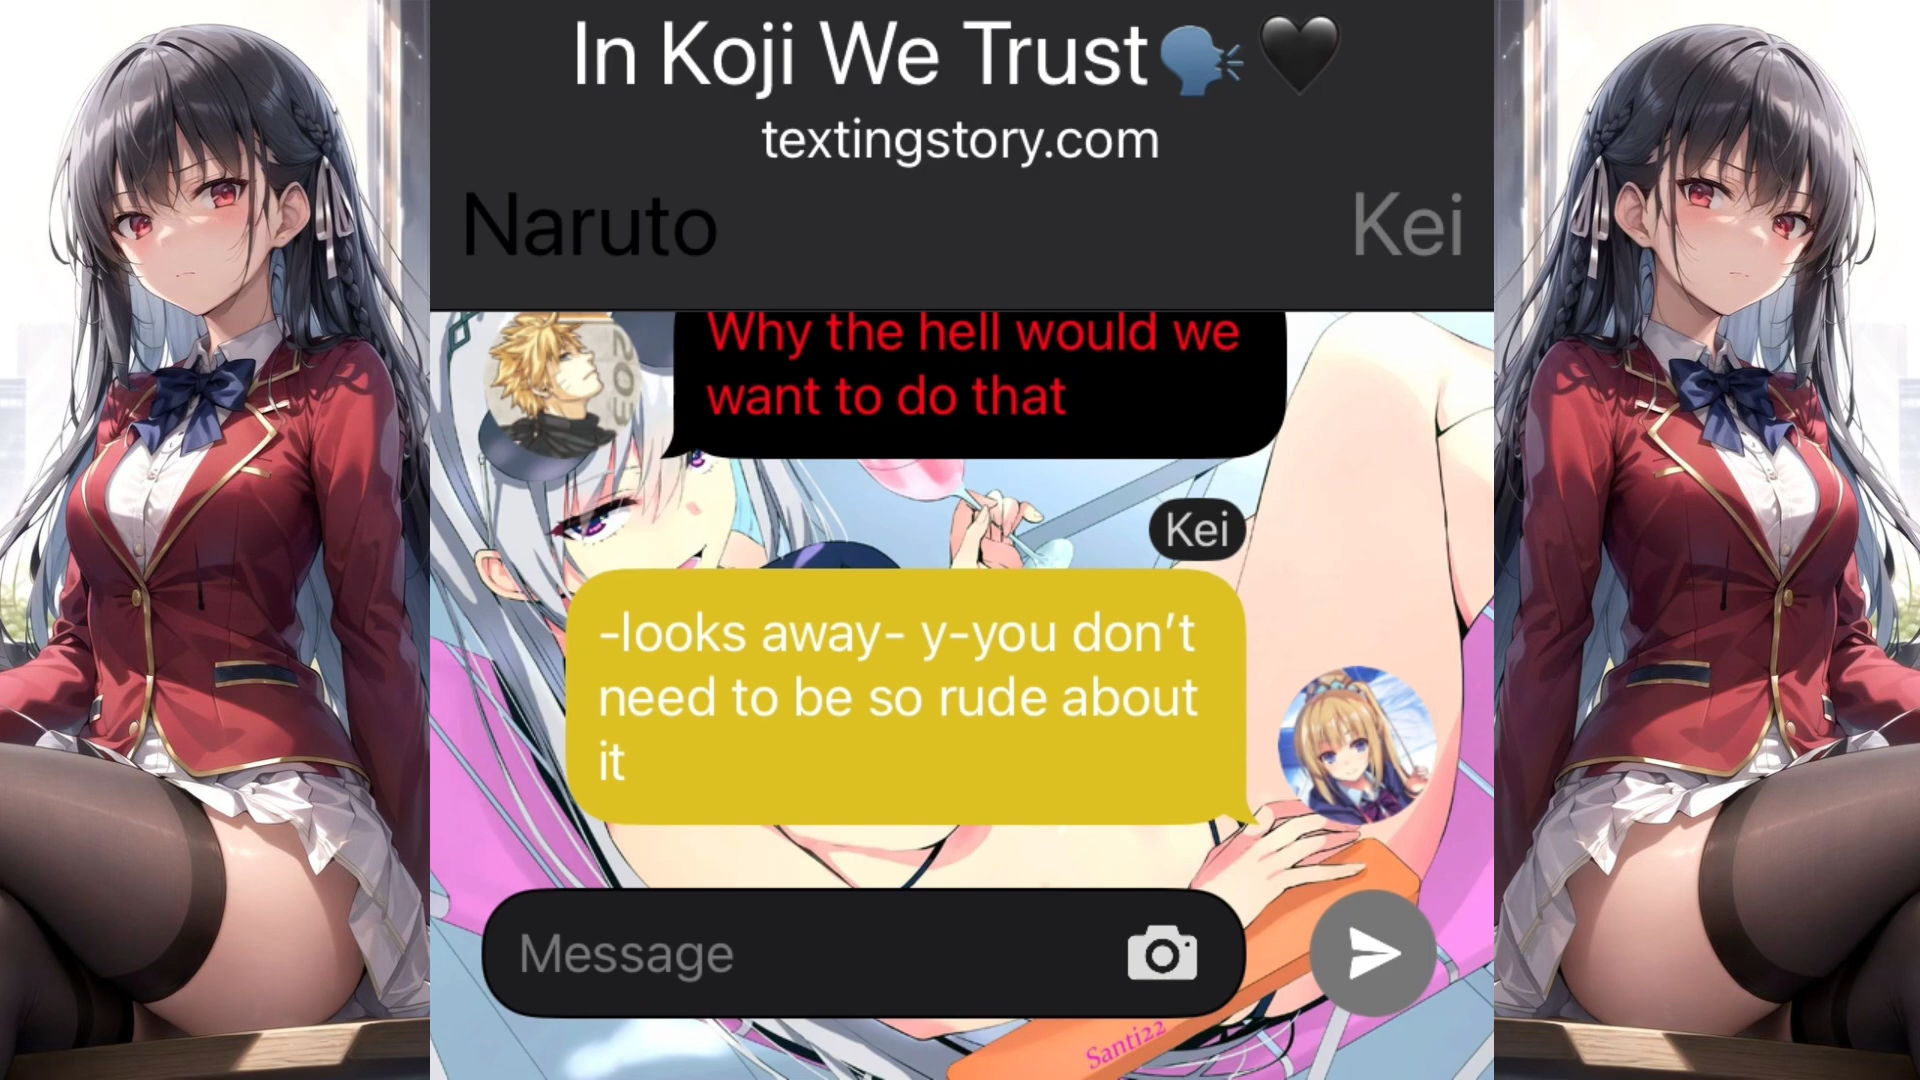 In Koji We Trust🗣️🖤
textingstory.com
Naruto
Kei
Why the hell would we
want to do that
Kei
-looks away- y-you don’t
need to be so rude about
it
Message
Santi22